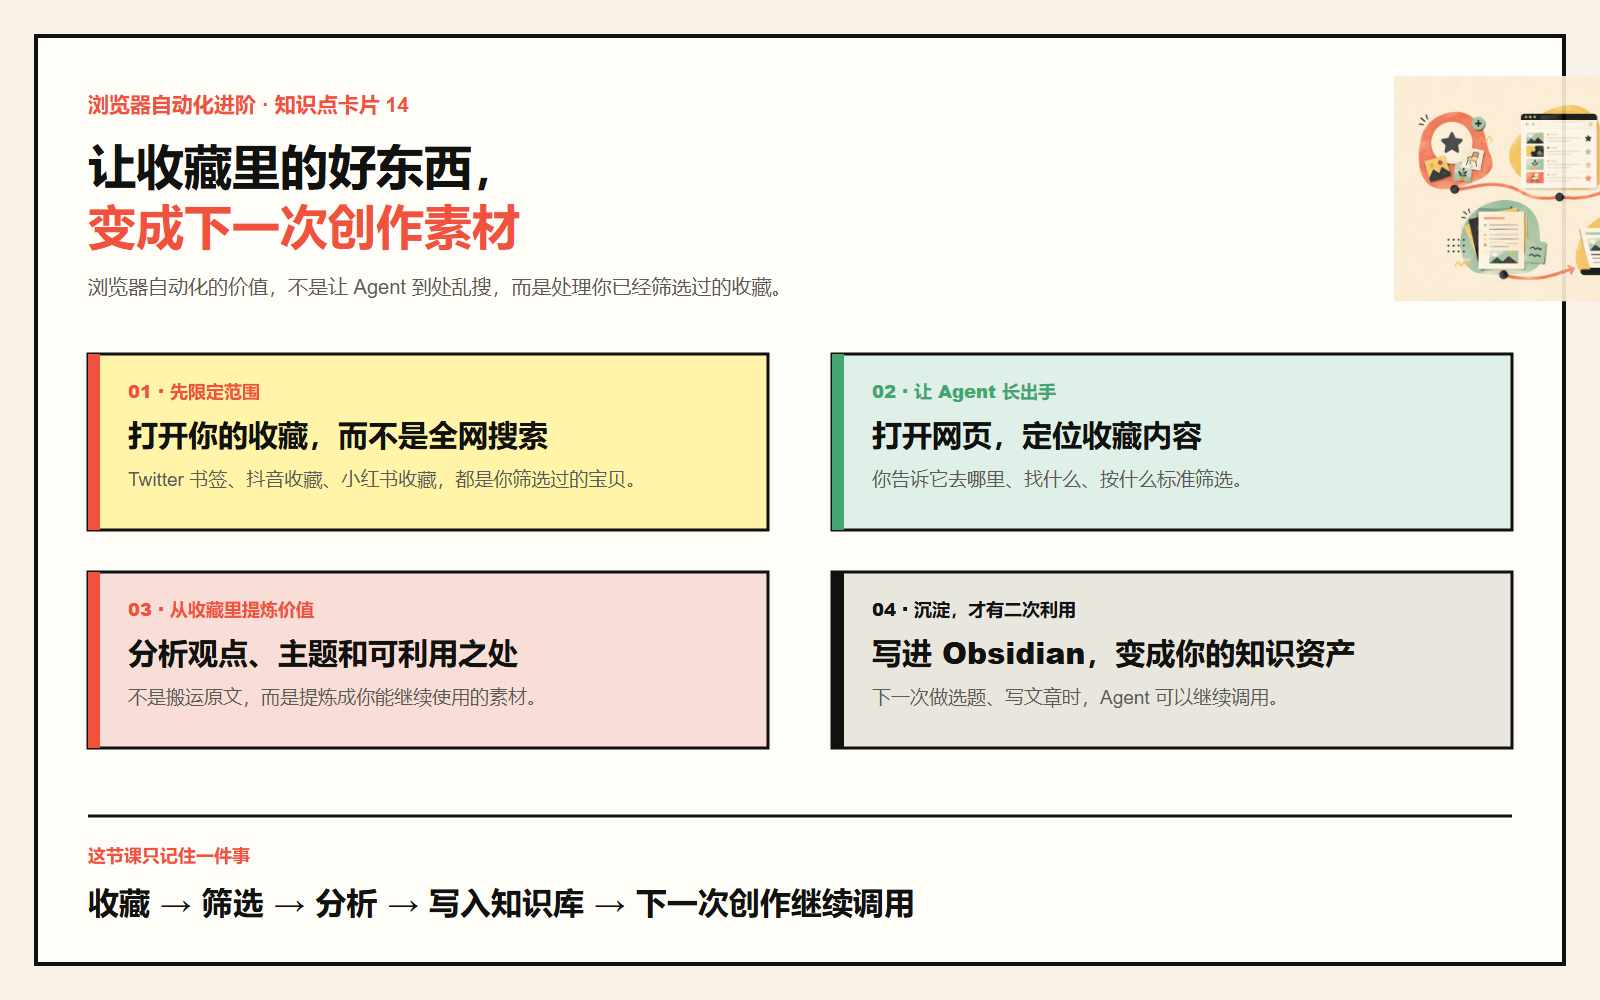 浏览器自动化进阶 · 知识点卡片 14
让收藏里的好东西，
变成下一次创作素材
浏览器自动化的价值，不是让 Agent 到处乱搜，而是处理你已经筛选过的收藏。
01 · 先限定范围
打开你的收藏，而不是全网搜索
Twitter 书签、抖音收藏、小红书收藏，都是你筛选过的宝贝。
02 · 让 Agent 长出手
打开网页，定位收藏内容
你告诉它去哪里、找什么、按什么标准筛选。
03 · 从收藏里提炼价值
分析观点、主题和可利用之处
不是搬运原文，而是提炼成你能继续使用的素材。
04 · 沉淀，才有二次利用
写进 Obsidian，变成你的知识资产
下一次做选题、写文章时，Agent 可以继续调用。
这节课只记住一件事
收藏 → 筛选 → 分析 → 写入知识库 → 下一次创作继续调用